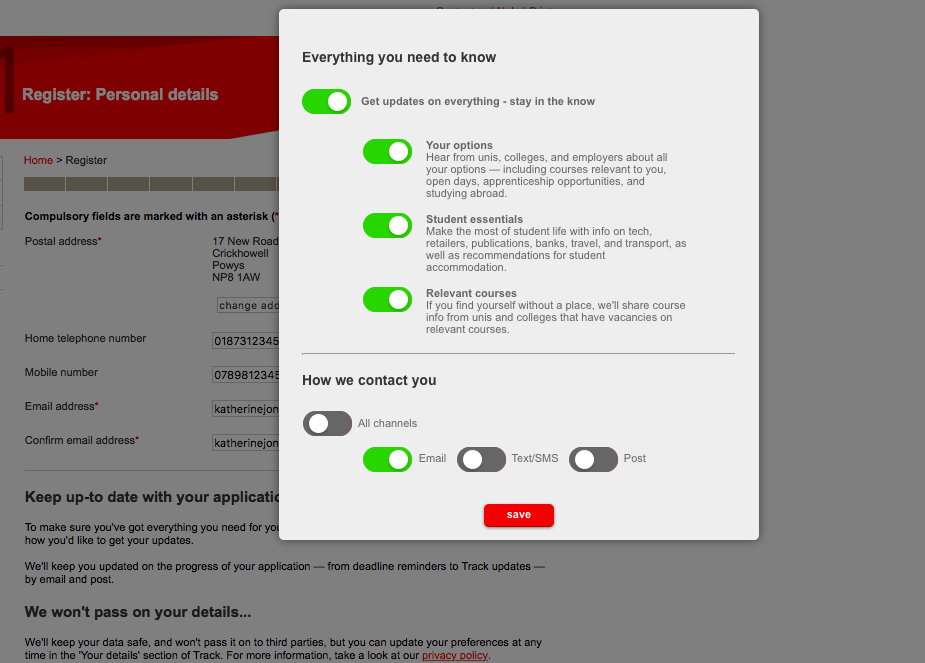 Register: Personal details
Home > Register
Compulsory fields are marked with an asterisk (*
Postal address*
17 New Road
Crickhowell
Powys
NP8 1AW
change add
Home telephone number
0187312345
Mobile number
0789812345
Email address*
katherinejon
Confirm email address*
katherinejon
Keep up-to date with your applicatio
To make sure you've got everything you need for you
how you'd like to get your updates.
We'll keep you updated on the progress of your application — from deadline reminders to Track updates —
by email and post.
We won't pass on your details...
We'll keep your data safe, and won't pass it on to third parties, but you can update your preferences at any
time in the 'Your details' section of Track. For more information, take a look at our privacy policy.
Everything you need to know
Get updates on everything - stay in the know
Your options
Hear from unis, colleges, and employers about all
your options — including courses relevant to you,
open days, apprenticeship opportunities, and
studying abroad.
Student essentials
Make the most of student life with info on tech,
retailers, publications, banks, travel, and transport, as
well as recommendations for student
accommodation.
Relevant courses
If you find yourself without a place, we'll share course
info from unis and colleges that have vacancies on
relevant courses.
How we contact you
All channels
Email
Text/SMS
Post
save